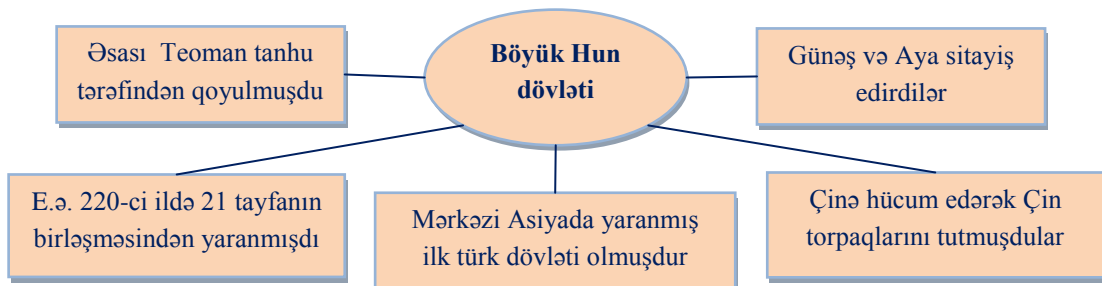 Əsası Teoman tanhu
tərəfindən qoyulmuşdu
Böyük Hun
dövləti
Günəş və Aya sitayiş
edirdilər
E.ə. 220-ci ildə 21 tayfanın
birləşməsindən yaranmışdı
Mərkəzi Asiyada yaranmış
ilk türk dövləti olmuşdur
Çinə hücum edərək Çin
torpaqlarını tutmuşdular